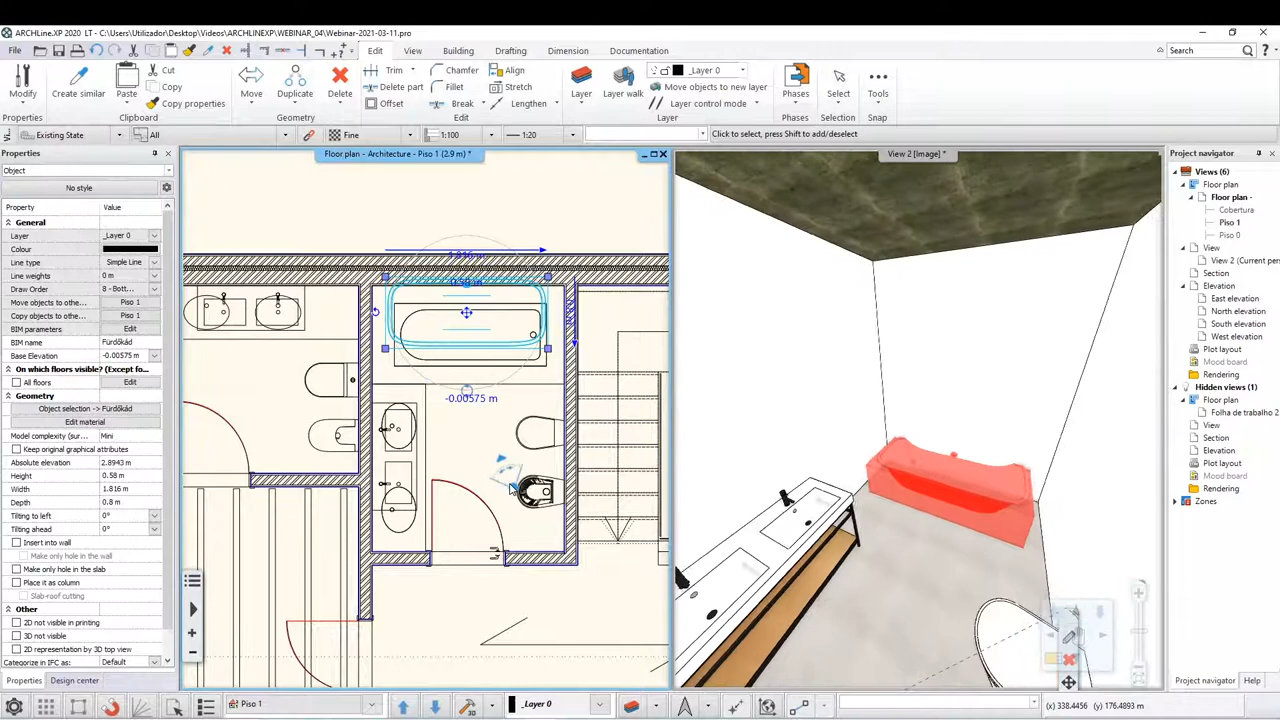 ARCHLine.XP 2020 LT - C:\Users\Utilizador\Desktop\Videos\ARCHLINEXP\WEBINAR_04\Webinar-2021-03-11.pro
File
Edit
View
Building
Drafting
Dimension
Documentation
Search
Modify
Create similar
Paste
Cut
Copy
Copy properties
Move
Duplicate
Delete
Trim
Delete part
Offset
Chamfer
Fillet
Break
Align
Stretch
Length
Layer
Layer walk
_Layer 0
Move objects to new layer
Layer control mode
Phases
Select
Tools
Properties
Clipboard
Geometry
Edit
Layer
Phases
Selection
Snap
Existing State
All
Fine
1:100
1:20
Click to select, press Shift to add/deselect
Properties
Object
No style
Property Value
General
Layer _Layer 0
Colour
Line type Simple Line
Line weights 0 m
Draw Order 8 - Bott...
Move objects to othe... Piso 1
Copy objects to othe... Piso 1
BIM parameters Edit
BIM name Fürdőkád
Base Elevation -0.00575 m
On which floors visible? (Except fo...
All floors Edit
Geometry
Object selection -> Fürdőkád
Edit material
Model complexity (sur... Mini
Keep original graphical attributes
Absolute elevation 2.8943 m
Height 0.58 m
Width 1.816 m
Depth 0.8 m
Tilting to left 0°
Tilting ahead 0°
Insert into wall
Make only hole in the wall
Make only hole in the slab
Place it as column
Slab-roof cutting
Other
2D not visible in printing
3D not visible
2D representation by 3D top view
Categorize in IFC as: Default
Properties
Design center
Floor plan - Architecture - Piso 1 (2.9 m) *
1.816 m
0.58 m
-0.00575 m
View 2 [Image] *
Project navigator
Views (6)
Floor plan
Floor plan -
Cobertura
Piso 1
Piso 0
View
View 2 (Current pers
Section
Elevation
East elevation
North elevation
South elevation
West elevation
Plot layout
Mood board
Rendering
Hidden views (1)
Floor plan
Folha de trabalho 2
View
Section
Elevation
Plot layout
Mood board
Rendering
Zones
Project navigator
Help
Piso 1
_Layer 0
(x) 338.4456
(y) 176.4893 m